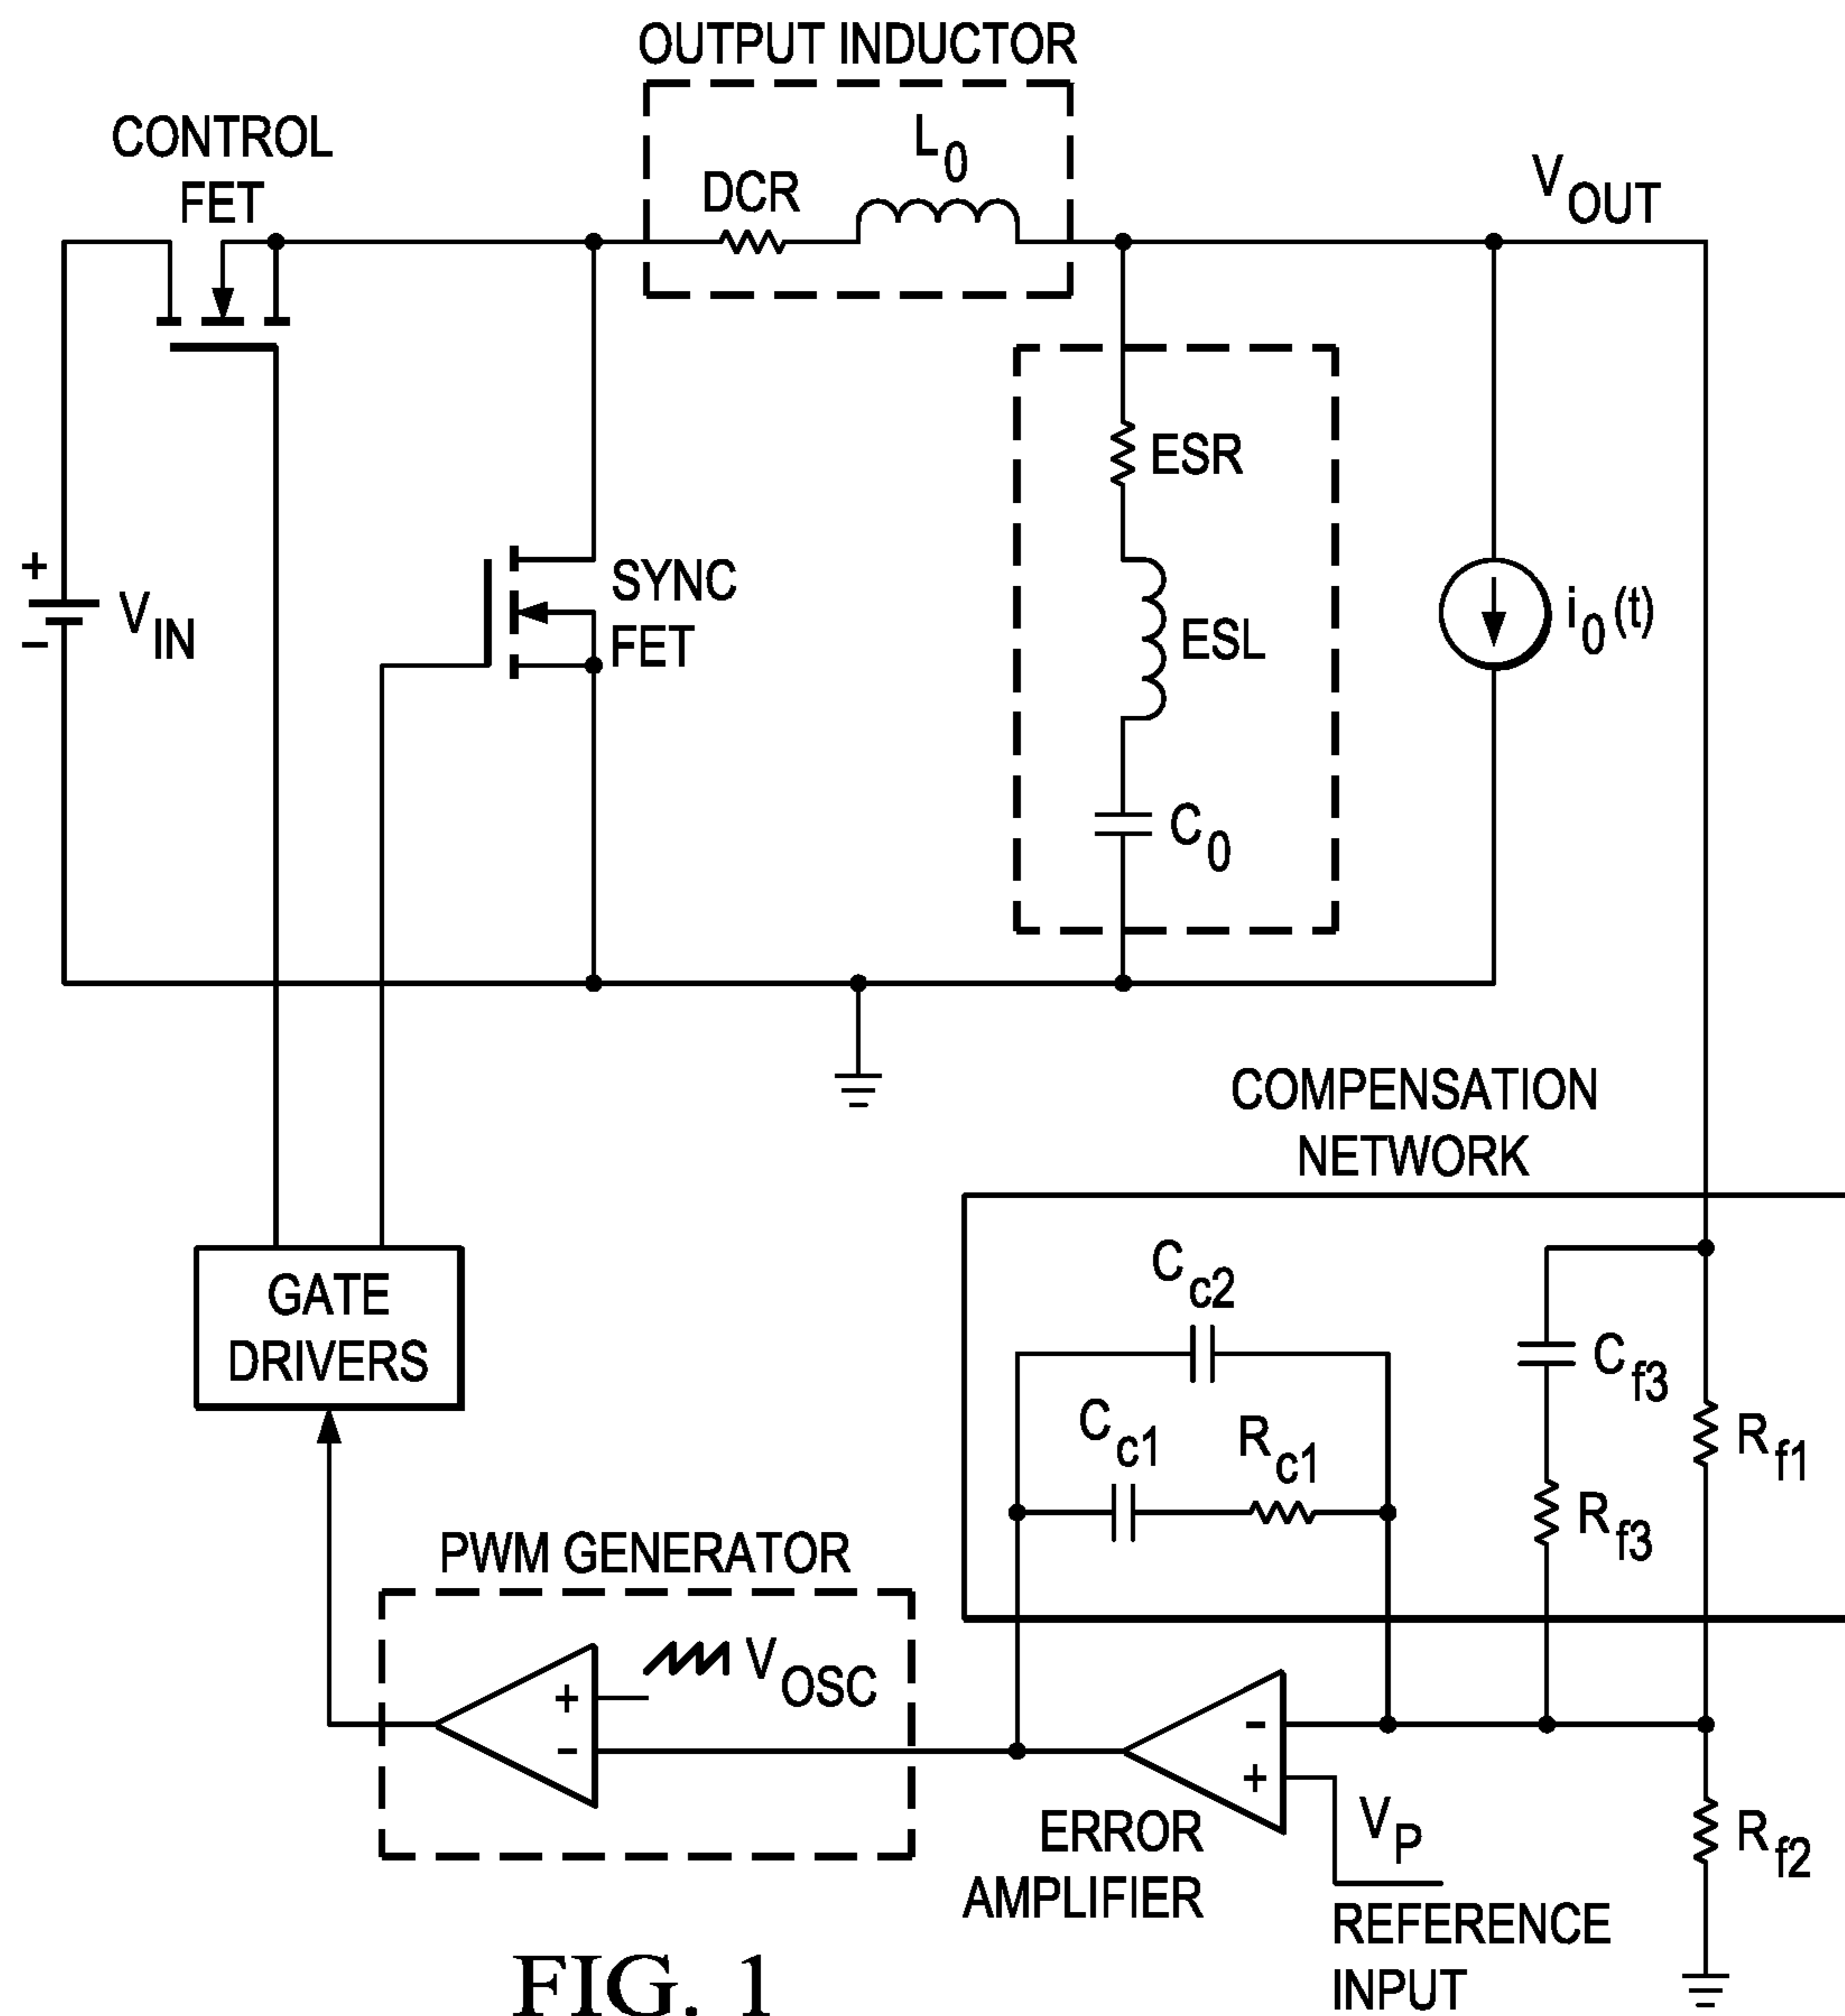 OUTPUT INDUCTOR
CONTROL
FET
DCR
L0
VOUT
ESR
ESL
C0
i0(t)
+
−
VIN
SYNC
FET
COMPENSATION
NETWORK
GATE
DRIVERS
Cc2
Cc1
Rc1
Cf3
Rf3
Rf1
PWM GENERATOR
VOSC
+
-
-
+
ERROR
AMPLIFIER
VP
REFERENCE
INPUT
Rf2
FIG. 1